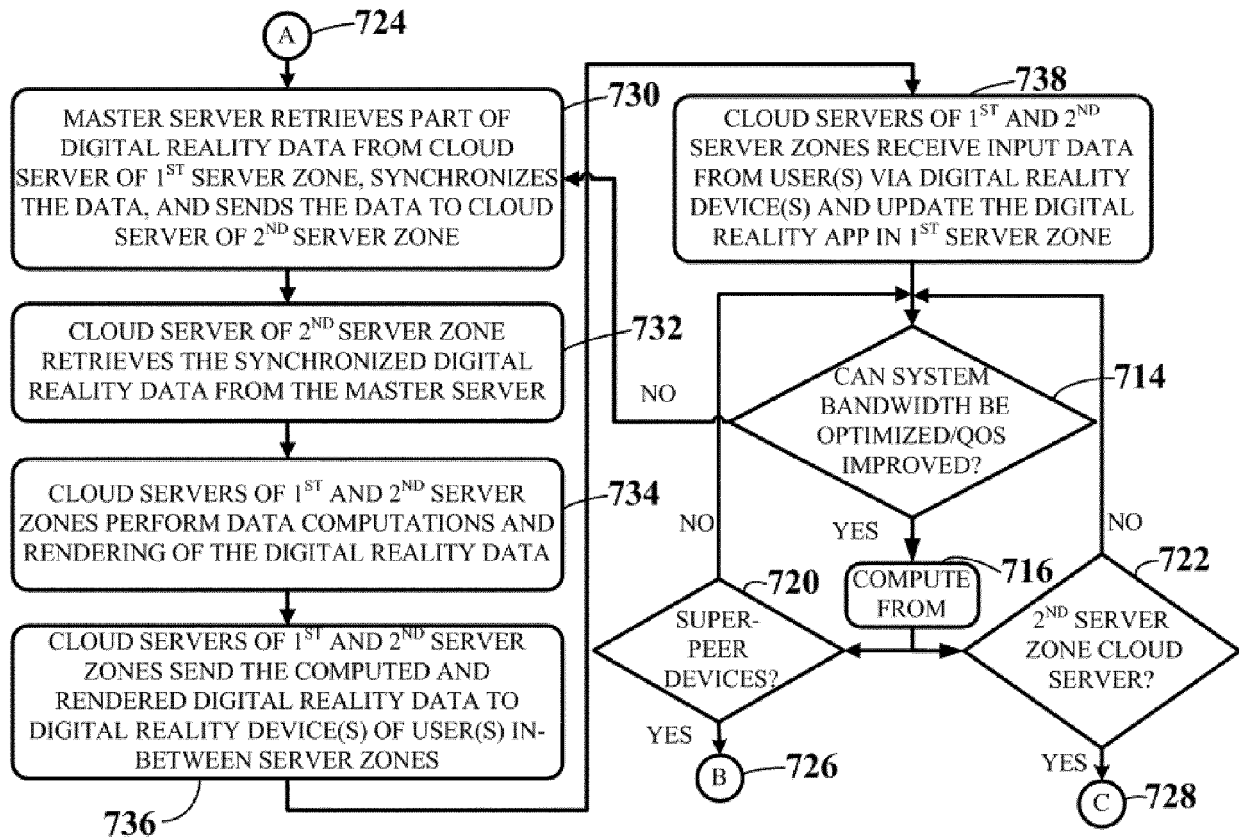 A
724
730
MASTER SERVER RETRIEVES PART OF
DIGITAL REALITY DATA FROM CLOUD
SERVER OF 1ST SERVER ZONE, SYNCHRONIZES
THE DATA, AND SENDS THE DATA TO CLOUD
SERVER OF 2ND SERVER ZONE
732
CLOUD SERVER OF 2ND SERVER ZONE
RETRIEVES THE SYNCHRONIZED DIGITAL
REALITY DATA FROM THE MASTER SERVER
734
CLOUD SERVERS OF 1ST AND 2ND SERVER
ZONES PERFORM DATA COMPUTATIONS AND
RENDERING OF THE DIGITAL REALITY DATA
CLOUD SERVERS OF 1ST AND 2ND SERVER
ZONES SEND THE COMPUTED AND
RENDERED DIGITAL REALITY DATA TO
DIGITAL REALITY DEVICE(S) OF USER(S) IN-
BETWEEN SERVER ZONES
736
738
CLOUD SERVERS OF 1ST AND 2ND
SERVER ZONES RECEIVE INPUT DATA
FROM USER(S) VIA DIGITAL REALITY
DEVICE(S) AND UPDATE THE DIGITAL
REALITY APP IN 1ST SERVER ZONE
714
CAN SYSTEM
BANDWIDTH BE
OPTIMIZED/QOS
IMPROVED?
NO
YES
716
COMPUTE
FROM
NO
720
SUPER-
PEER
DEVICES?
YES
B
726
NO
722
2ND SERVER
ZONE CLOUD
SERVER?
YES
C
728